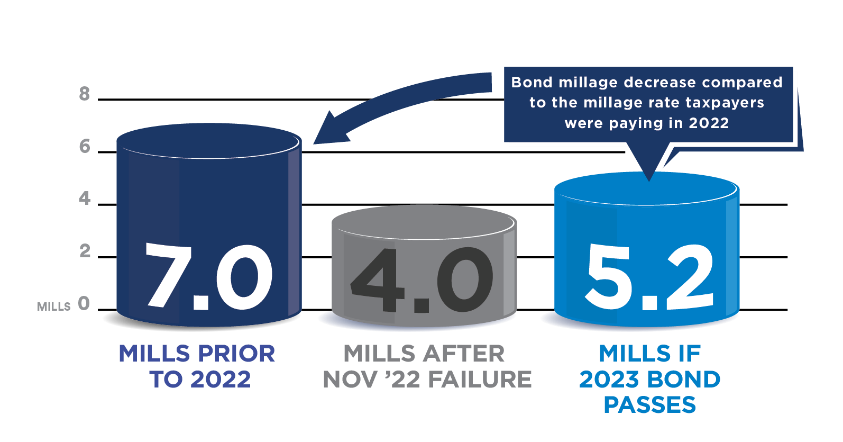 Bond millage decrease compared
to the millage rate taxpayers
were paying in 2022
8
6
4
2
MILLS 0
7.0
4.0
5.2
MILLS PRIOR
TO 2022
MILLS AFTER
NOV ’22 FAILURE
MILLS IF
2023 BOND
PASSES